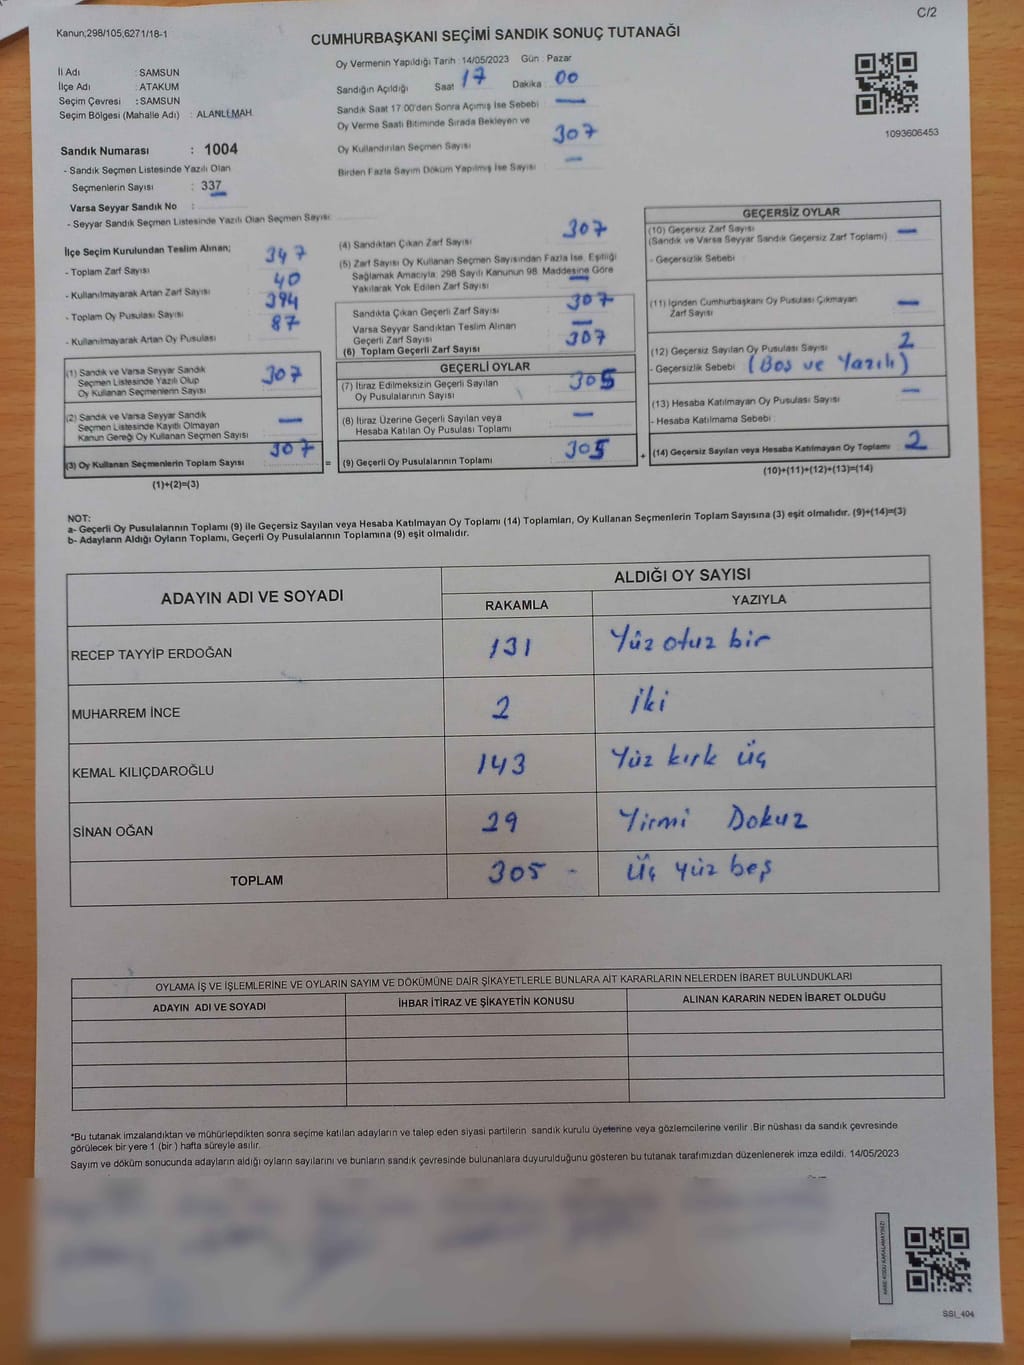 C/2
Kanun;298/105;6271/18-1
CUMHURBAŞKANI SEÇİMİ SANDIK SONUÇ TUTANAĞI
İl Adı : SAMSUN
İlçe Adı : ATAKUM
Seçim Çevresi : SAMSUN
Seçim Bölgesi (Mahalle Adı) : ALANLI MAH.
Sandık Numarası : 1004
- Sandık Seçmen Listesinde Yazılı Olan
Seçmenlerin Sayısı : 337
Varsa Seyyar Sandık No :
- Seyyar Sandık Seçmen Listesinde Yazılı Olan Seçmen Sayısı:
Oy Vermenin Yapıldığı Tarih : 14/05/2023 Gün : Pazar
Sandığın Açıldığı Saat 17 Dakika 00
Sandık Saat 17.00'den Sonra Açımış İse Sebebi : —
Oy Verme Saati Bitiminde Sırada Bekleyen ve
Oy Kullandırılan Seçmen Sayısı 307
Birden Fazla Sayım Döküm Yapılmış İse Sayısı —
1093606453
İlçe Seçim Kurulundan Teslim Alınan;
- Toplam Zarf Sayısı 347
- Kullanılmayarak Artan Zarf Sayısı 40
- Toplam Oy Pusulası Sayısı 394
- Kullanılmayarak Artan Oy Pusulası 87
(1) Sandık ve Varsa Seyyar Sandık
Seçmen Listesinde Yazılı Olup
Oy Kullanan Seçmenlerin Sayısı 307
(2) Sandık ve Varsa Seyyar Sandık
Seçmen Listesinde Kayıtlı Olmayan
Kanun Gereği Oy Kullanan Seçmen Sayısı —
(3) Oy Kullanan Seçmenlerin Toplam Sayısı 307
(1)+(2)=(3)
(4) Sandıktan Çıkan Zarf Sayısı 307
(5) Zarf Sayısı Oy Kullanan Seçmen Sayısından Fazla İse, Eşitliği
Sağlamak Amacıyla; 298 Sayılı Kanunun 98. Maddesine Göre
Yakılarak Yok Edilen Zarf Sayısı —
Sandıkta Çıkan Geçerli Zarf Sayısı 307
Varsa Seyyar Sandıktan Teslim Alınan
Geçerli Zarf Sayısı —
(6) Toplam Geçerli Zarf Sayısı 307
GEÇERLİ OYLAR
(7) İtiraz Edilmeksizin Geçerli Sayılan
Oy Pusulalarının Sayısı 305
(8) İtiraz Üzerine Geçerli Sayılan veya
Hesaba Katılan Oy Pusulası Toplamı —
= (9) Geçerli Oy Pusulalarının Toplamı 305 +
GEÇERSİZ OYLAR
(10) Geçersiz Zarf Sayısı
(Sandık ve Varsa Seyyar Sandık Geçersiz Zarf Toplamı) —
- Geçersizlik Sebebi :
(11) İçinden Cumhurbaşkanı Oy Pusulası Çıkmayan
Zarf Sayısı —
(12) Geçersiz Sayılan Oy Pusulası Sayısı 2
- Geçersizlik Sebebi (Boş ve Yazılı)
(13) Hesaba Katılmayan Oy Pusulası Sayısı —
- Hesaba Katılmama Sebebi :
(14) Geçersiz Sayılan veya Hesaba Katılmayan Oy Toplamı 2
(10)+(11)+(12)+(13)=(14)
NOT:
a- Geçerli Oy Pusulalarının Toplamı (9) ile Geçersiz Sayılan veya Hesaba Katılmayan Oy Toplamı (14) Toplamları, Oy Kullanan Seçmenlerin Toplam Sayısına (3) eşit olmalıdır. (9)+(14)=(3)
b- Adayların Aldığı Oyların Toplamı, Geçerli Oy Pusulalarının Toplamına (9) eşit olmalıdır.
ADAYIN ADI VE SOYADI ALDIĞI OY SAYISI
RAKAMLA YAZIYLA
RECEP TAYYİP ERDOĞAN 131 Yüz otuz bir
MUHARREM İNCE 2 İki
KEMAL KILIÇDAROĞLU 143 Yüz kırk üç
SİNAN OĞAN 29 Yirmi Dokuz
TOPLAM 305 - Üç yüz beş
OYLAMA İŞ VE İŞLEMLERİNE VE OYLARIN SAYIM VE DÖKÜMÜNE DAİR ŞİKAYETLERLE BUNLARA AİT KARARLARIN NELERDEN İBARET BULUNDUKLARI
ADAYIN ADI VE SOYADI İHBAR İTİRAZ VE ŞİKAYETİN KONUSU ALINAN KARARIN NEDEN İBARET OLDUĞU
*Bu tutanak imzalandıktan ve mühürlendikten sonra seçime katılan adayların ve talep eden siyasi partilerin sandık kurulu üyelerine veya gözlemcilerine verilir .Bir nüshası da sandık çevresinde
görülecek bir yere 1 (bir ) hafta süreyle asılır.
Sayım ve döküm sonucunda adayların aldığı oyların sayılarını ve bunların sandık çevresinde bulunanlara duyurulduğunu gösteren bu tutanak tarafımızdan düzenlenerek imza edildi. 14/05/2023
SSI_404